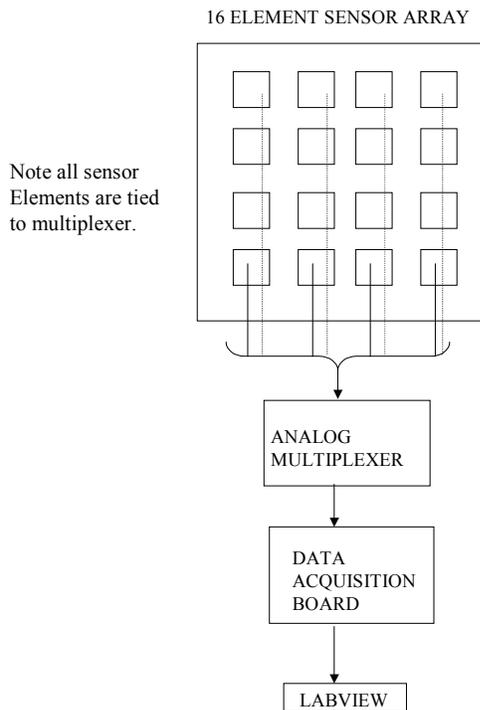 16 ELEMENT SENSOR ARRAY
Note all sensor
Elements are tied
to multiplexer.
ANALOG
MULTIPLEXER
DATA
ACQUISITION
BOARD
LABVIEW